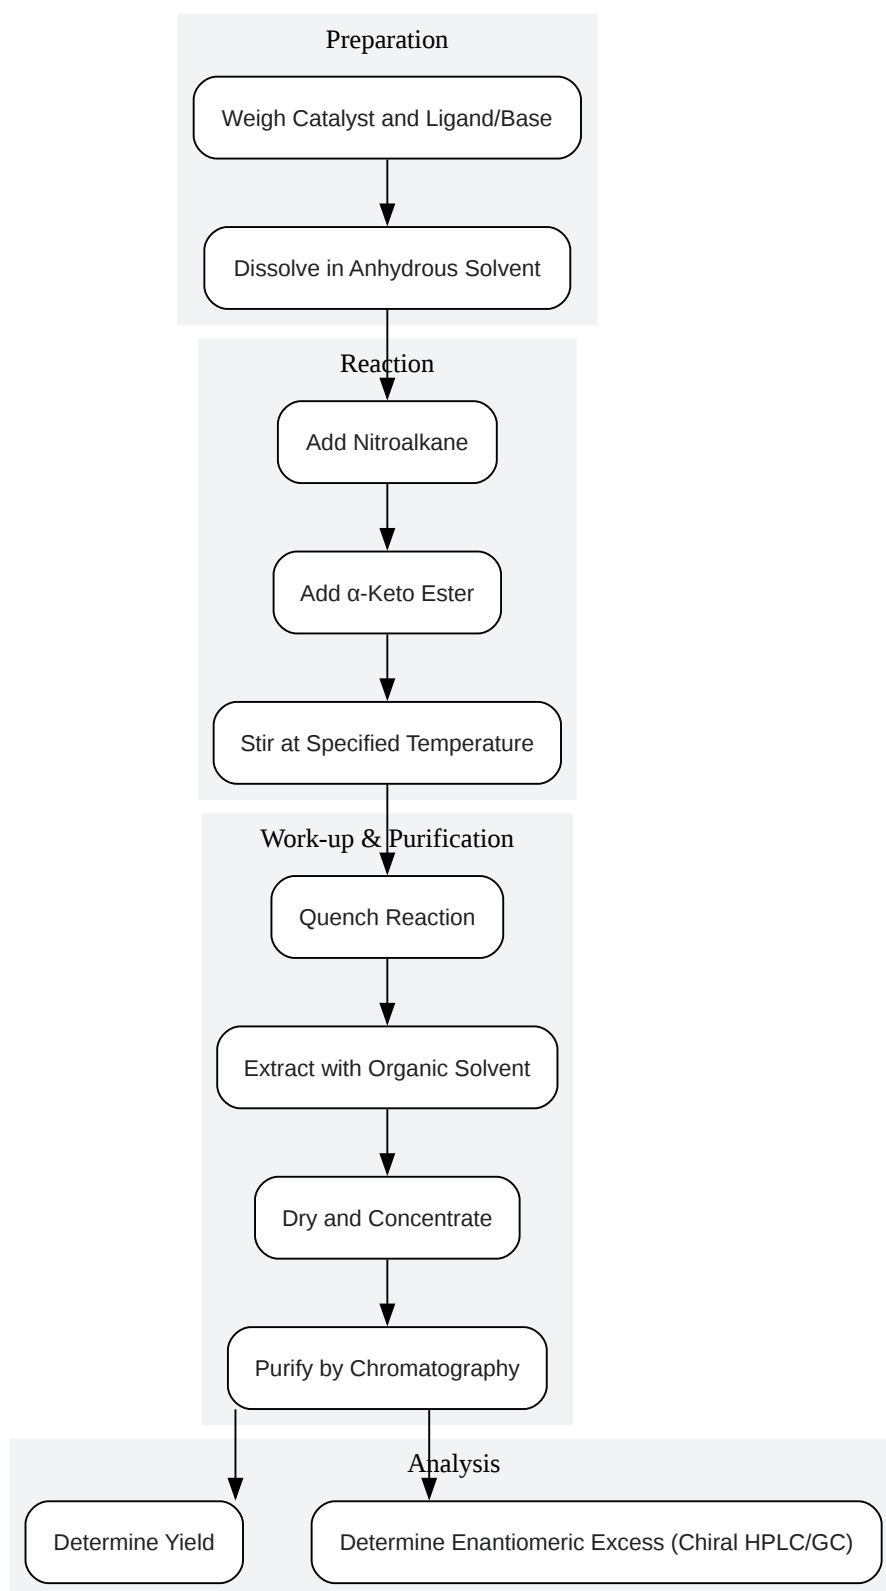 Preparation
Weigh Catalyst and Ligand/Base
Dissolve in Anhydrous Solvent
Reaction
Add Nitroalkane
Add α-Keto Ester
Stir at Specified Temperature
Work-up & Purification
Quench Reaction
Extract with Organic Solvent
Dry and Concentrate
Purify by Chromatography
Analysis
Determine Yield
Determine Enantiomeric Excess (Chiral HPLC/GC)